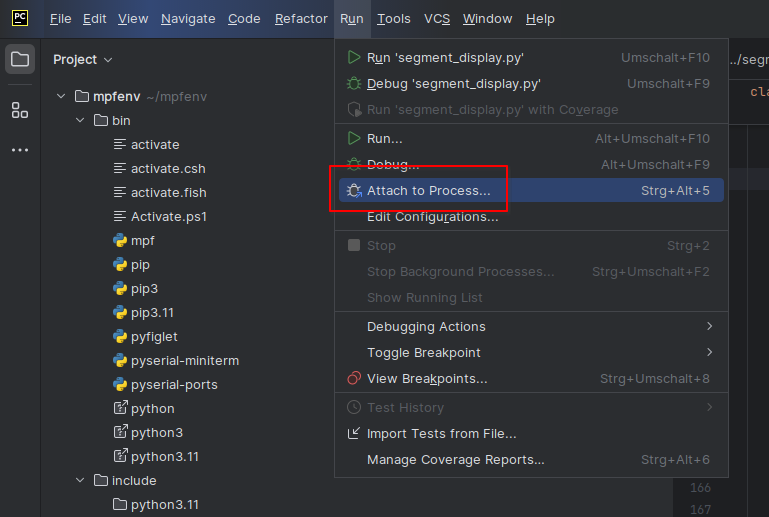 PC File Edit View Navigate Code Refactor Run Tools VCS Window Help
Project
mpfenv ~/mpfenv
bin
activate
activate.csh
activate.fish
Activate.ps1
mpf
pip
pip3
pip3.11
pyfiglet
pyserial-miniterm
pyserial-ports
python
python3
python3.11
include
python3.11
Run 'segment_display.py' Umschalt+F10
Debug 'segment_display.py' Umschalt+F9
Run 'segment_display.py' with Coverage
Run... Alt+Umschalt+F10
Debug... Alt+Umschalt+F9
Attach to Process... Strg+Alt+5
Edit Configurations...
Stop Strg+2
Stop Background Processes... Strg+Umschalt+F2
Show Running List
Debugging Actions
Toggle Breakpoint
View Breakpoints... Strg+Umschalt+8
Test History
Import Tests from File...
Manage Coverage Reports... Strg+Alt+6
../segm
cla
166
167